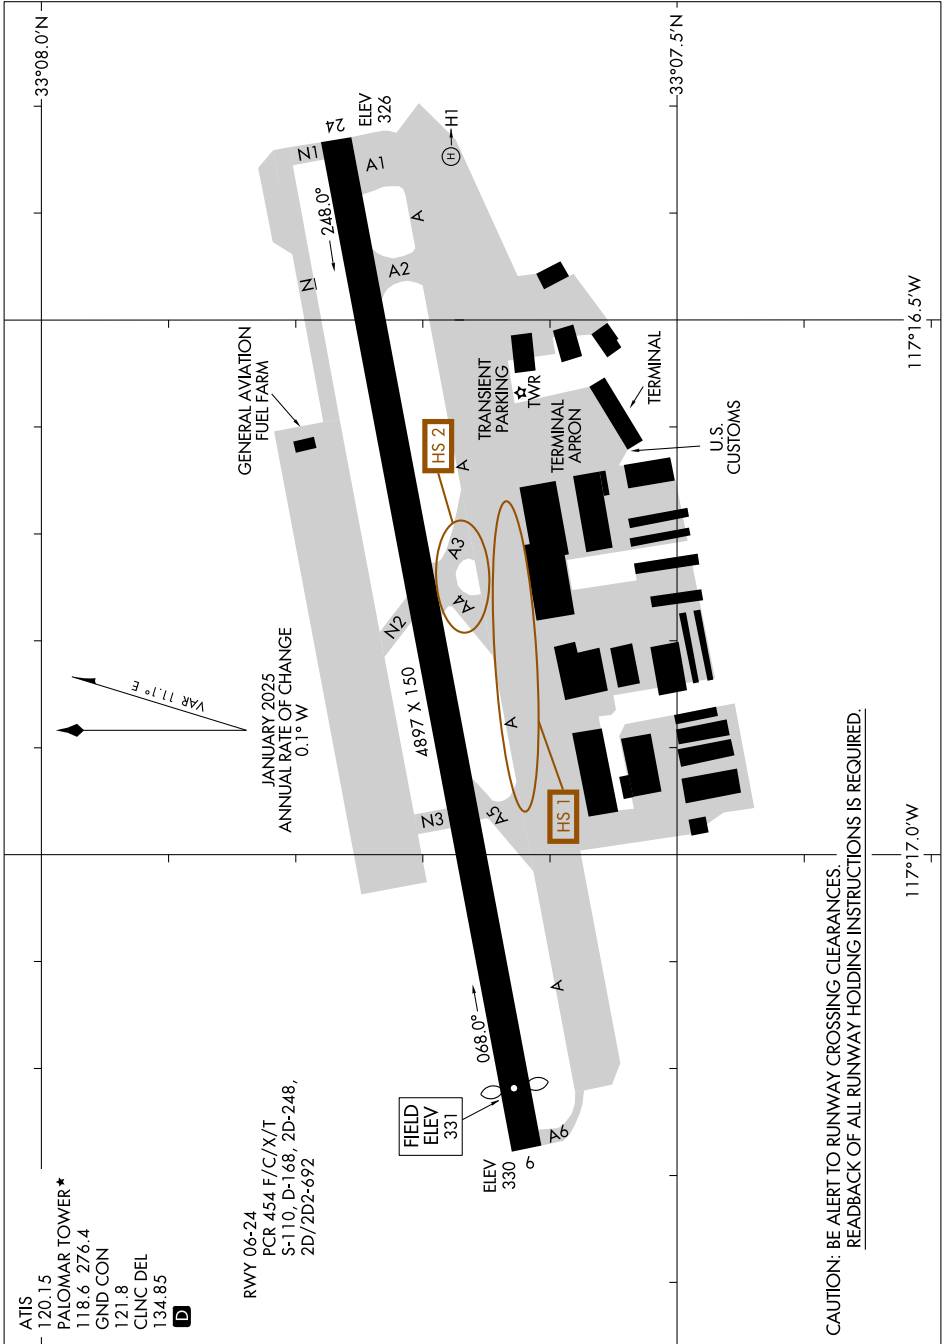 ATIS
120.15
PALOMAR TOWER★
118.6 276.4
GND CON
121.8
CLNC DEL
134.85
D
RWY 06-24
PCR 454 F/C/X/T
S-110, D-168, 2D-248,
2D/2D2-692
JANUARY 2025
ANNUAL RATE OF CHANGE
0.1° W
VAR 11.1° E
GENERAL AVIATION
FUEL FARM
33°08.0'N
33°07.5'N
117°17.0'W
117°16.5'W
FIELD
ELEV
331
ELEV
330
6
068.0°
4897 X 150
248.0°
24
ELEV
326
N3
N2
N
N1
A6
A
A5
A
A4
A3
A
A2
A
A1
H
H1
HS 1
HS 2
TRANSIENT
PARKING
TWR
TERMINAL
APRON
TERMINAL
U.S.
CUSTOMS
CAUTION: BE ALERT TO RUNWAY CROSSING CLEARANCES.
READBACK OF ALL RUNWAY HOLDING INSTRUCTIONS IS REQUIRED.